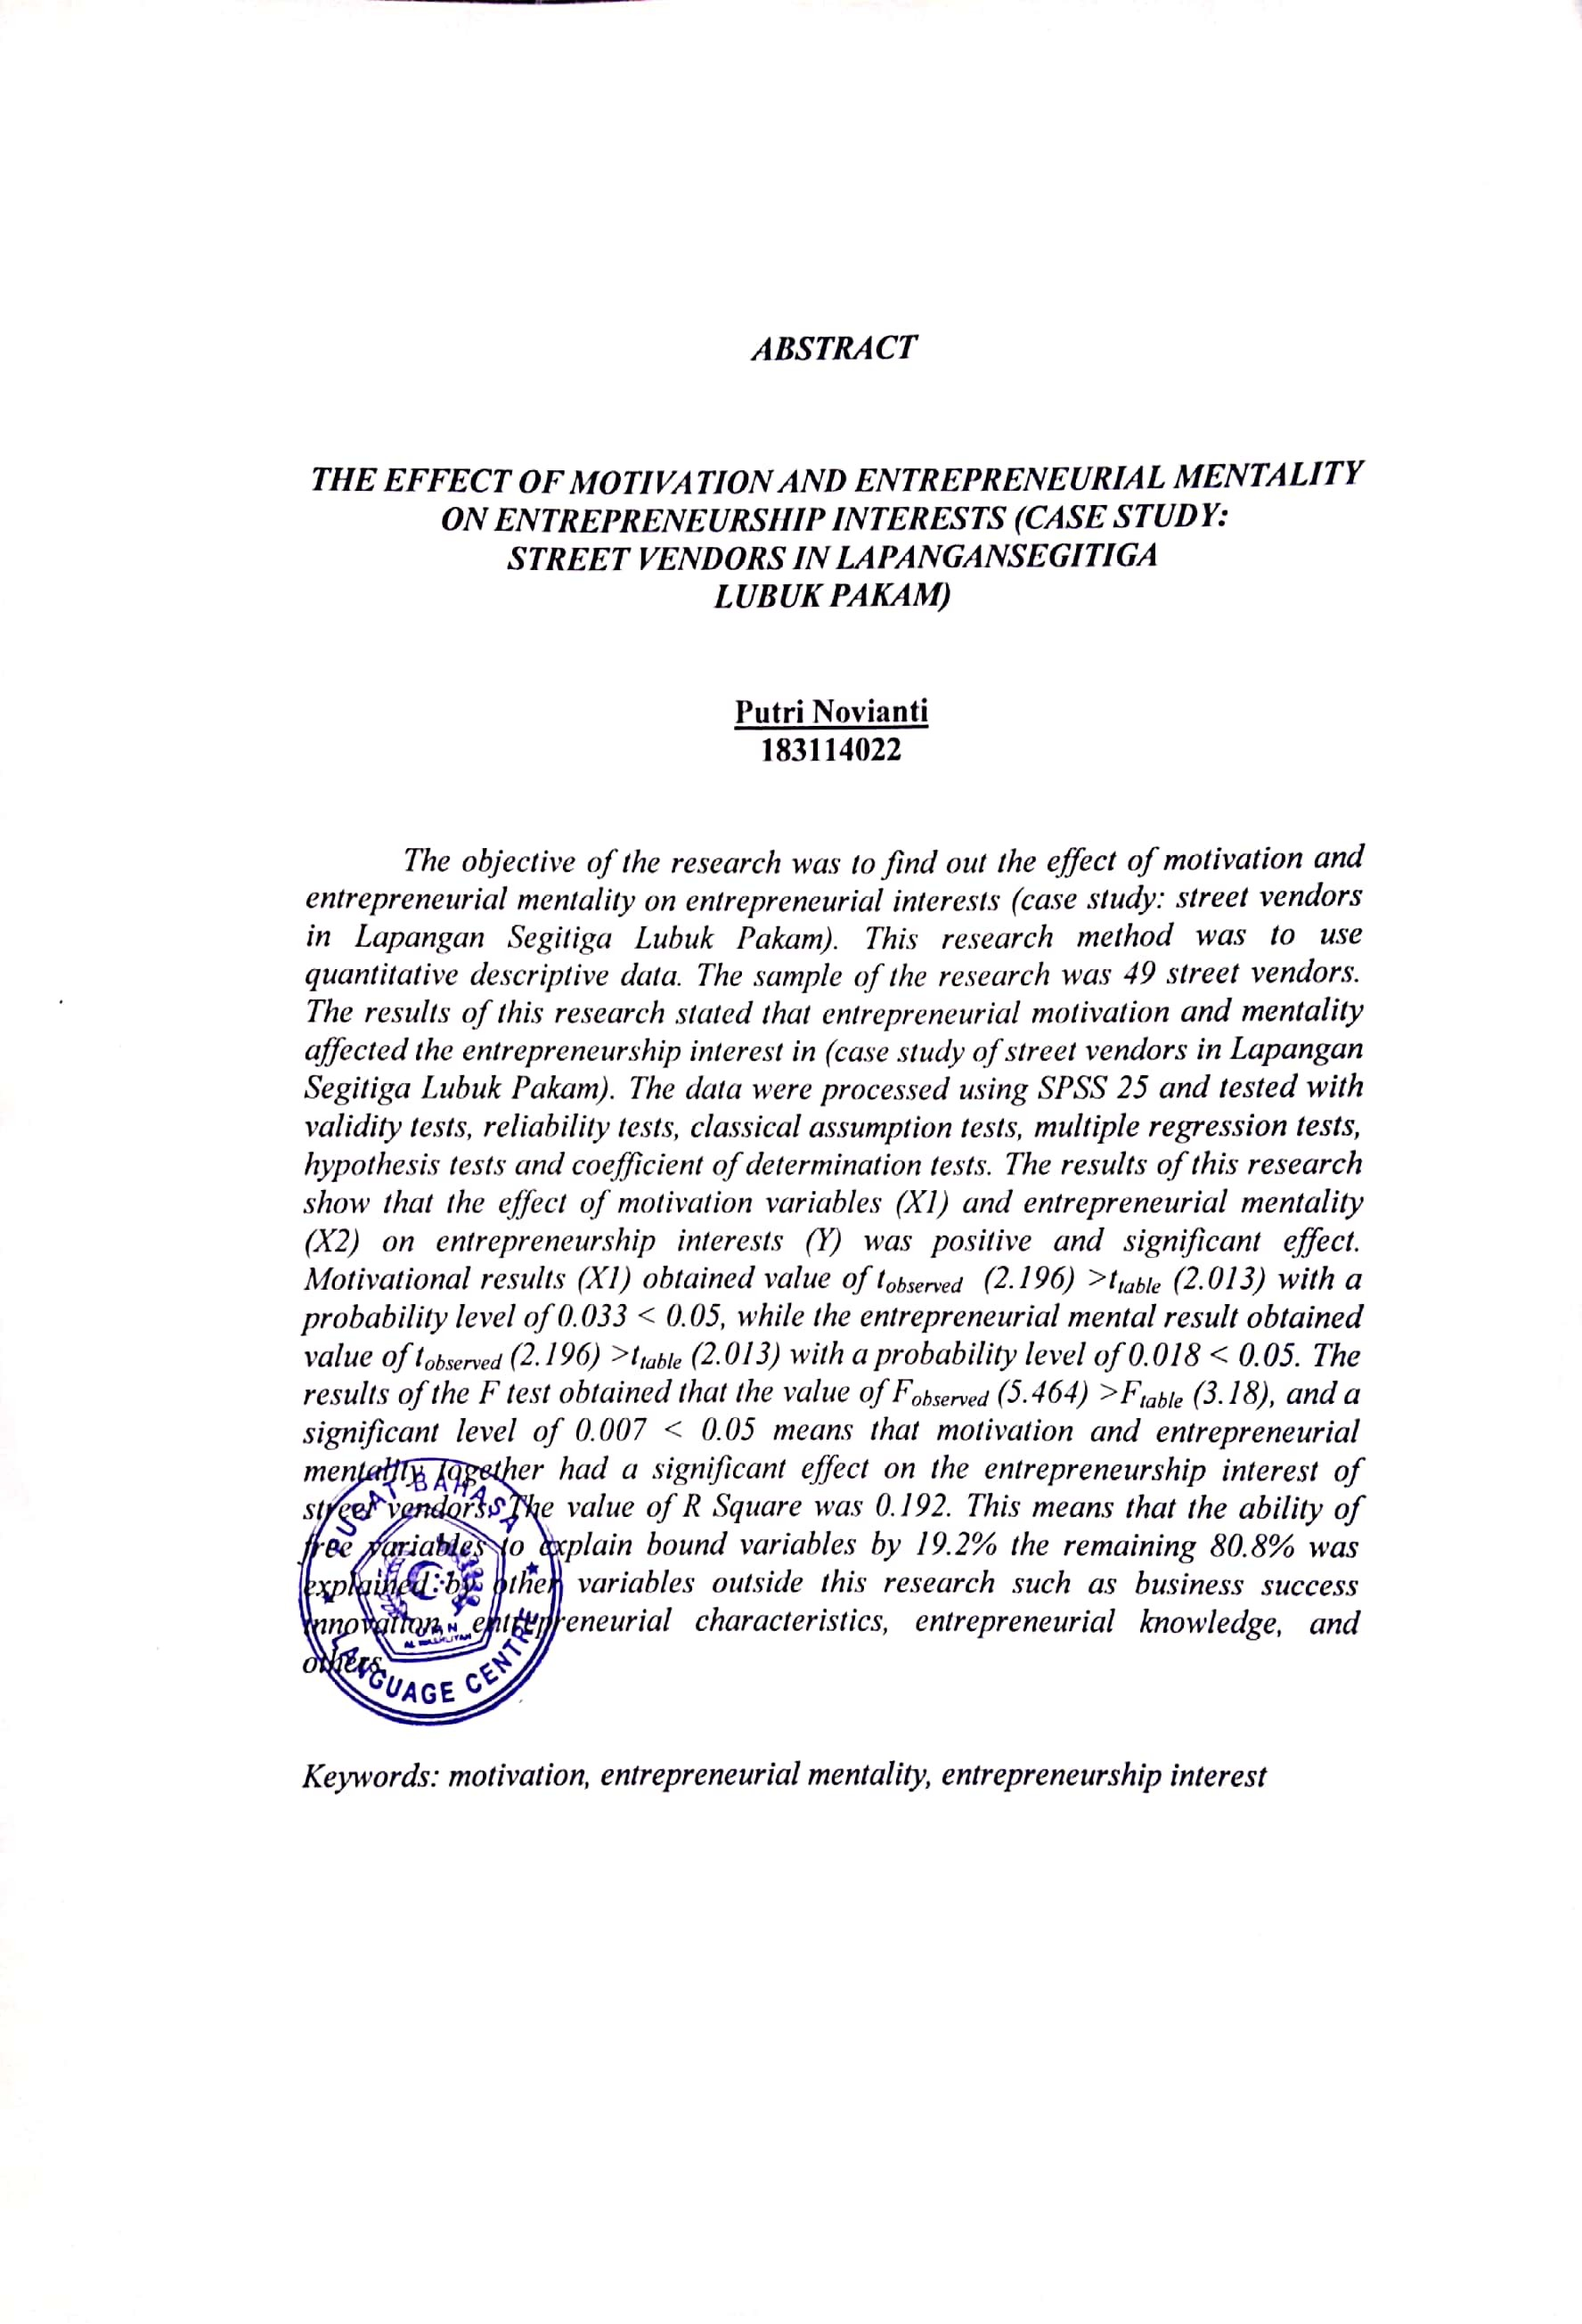 ABSTRACT
THE EFFECT OF MOTIVATION AND ENTREPRENEURIAL MENTALITY
ON ENTREPRENEURSHIP INTERESTS (CASE STUDY:
STREET VENDORS IN LAPANGANSEGITIGA
LUBUK PAKAM)
Putri Novianti
183114022
The objective of the research was to find out the effect of motivation and
entrepreneurial mentality on entrepreneurial interests (case study: street vendors
in Lapangan Segitiga Lubuk Pakam). This research method was to use
quantitative descriptive data. The sample of the research was 49 street vendors.
The results of this research stated that entrepreneurial motivation and mentality
affected the entrepreneurship interest in (case study of street vendors in Lapangan
Segitiga Lubuk Pakam). The data were processed using SPSS 25 and tested with
validity tests, reliability tests, classical assumption tests, multiple regression tests,
hypothesis tests and coefficient of determination tests. The results of this research
show that the effect of motivation variables (X1) and entrepreneurial mentality
(X2) on entrepreneurship interests (Y) was positive and significant effect.
Motivational results (X1) obtained value of tobserved (2.196) >ttable (2.013) with a
probability level of 0.033 < 0.05, while the entrepreneurial mental result obtained
value of tobserved (2.196) >ttable (2.013) with a probability level of 0.018 < 0.05. The
results of the F test obtained that the value of Fobserved (5.464) >Ftable (3.18), and a
significant level of 0.007 < 0.05 means that motivation and entrepreneurial
mentality together had a significant effect on the entrepreneurship interest of
street vendors. The value of R Square was 0.192. This means that the ability of
free variables to explain bound variables by 19.2% the remaining 80.8% was
explained by other variables outside this research such as business success
innovation, entrepreneurial characteristics, entrepreneurial knowledge, and
others.
PUSAT BAHASA
LANGUAGE CENTRE
Keywords: motivation, entrepreneurial mentality, entrepreneurship interest